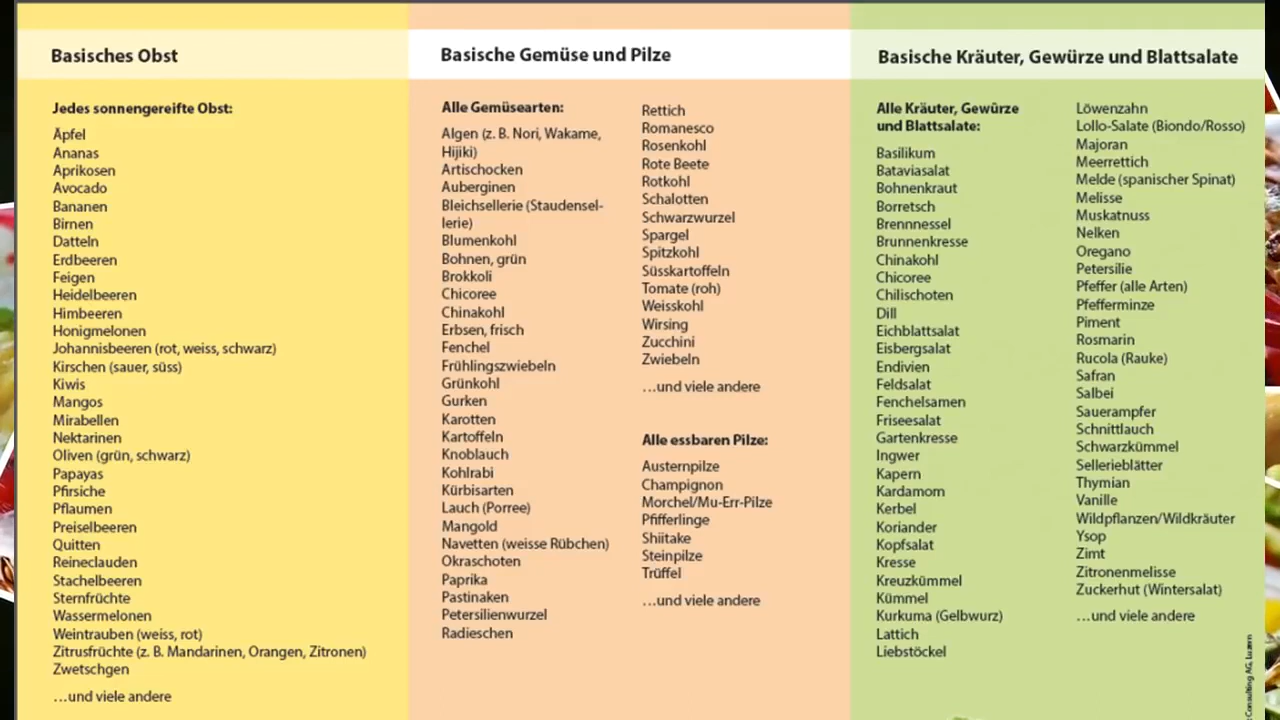 Basisches Obst
Jedes sonnengereifte Obst:
Äpfel
Ananas
Aprikosen
Avocado
Bananen
Birnen
Datteln
Erdbeeren
Feigen
Heidelbeeren
Himbeeren
Honigmelonen
Johannisbeeren (rot, weiss, schwarz)
Kirschen (sauer, süss)
Kiwis
Mangos
Mirabellen
Nektarinen
Oliven (grün, schwarz)
Papayas
Pfirsiche
Pflaumen
Preiselbeeren
Quitten
Reineclauden
Stachelbeeren
Sternfrüchte
Wassermelonen
Weintrauben (weiss, rot)
Zitrusfrüchte (z. B. Mandarinen, Orangen, Zitronen)
Zwetschgen
...und viele andere
Basische Gemüse und Pilze
Alle Gemüsearten:
Algen (z. B. Nori, Wakame,
Hijiki)
Artischocken
Auberginen
Bleichsellerie (Staudensel-
lerie)
Blumenkohl
Bohnen, grün
Brokkoli
Chicoree
Chinakohl
Erbsen, frisch
Fenchel
Frühlingszwiebeln
Grünkohl
Gurken
Karotten
Kartoffeln
Knoblauch
Kohlrabi
Kürbisarten
Lauch (Porree)
Mangold
Navetten (weisse Rübchen)
Okraschoten
Paprika
Pastinaken
Petersilienwurzel
Radieschen
Rettich
Romanesco
Rosenkohl
Rote Beete
Rotkohl
Schalotten
Schwarzwurzel
Spargel
Spitzkohl
Süsskartoffeln
Tomate (roh)
Weisskohl
Wirsing
Zucchini
Zwiebeln
...und viele andere
Alle essbaren Pilze:
Austernpilze
Champignon
Morchel/Mu-Err-Pilze
Pfifferlinge
Shiitake
Steinpilze
Trüffel
...und viele andere
Basische Kräuter, Gewürze und Blattsalate
Alle Kräuter, Gewürze
und Blattsalate:
Basilikum
Bataviasalat
Bohnenkraut
Borretsch
Brennnessel
Brunnenkresse
Chinakohl
Chicoree
Chilischoten
Dill
Eichblattsalat
Eisbergsalat
Endivien
Feldsalat
Fenchelsamen
Friseesalat
Gartenkresse
Ingwer
Kapern
Kardamom
Kerbel
Koriander
Kopfsalat
Kresse
Kreuzkümmel
Kümmel
Kurkuma (Gelbwurz)
Lattich
Liebstöckel
Löwenzahn
Lollo-Salate (Biondo/Rosso)
Majoran
Meerrettich
Melde (spanischer Spinat)
Melisse
Muskatnuss
Nelken
Oregano
Petersilie
Pfeffer (alle Arten)
Pfefferminze
Piment
Rosmarin
Rucola (Rauke)
Safran
Salbei
Sauerampfer
Schnittlauch
Schwarzkümmel
Sellerieblätter
Thymian
Vanille
Wildpflanzen/Wildkräuter
Ysop
Zimt
Zitronenmelisse
Zuckerhut (Wintersalat)
...und viele andere
Consulting AG, Luzern